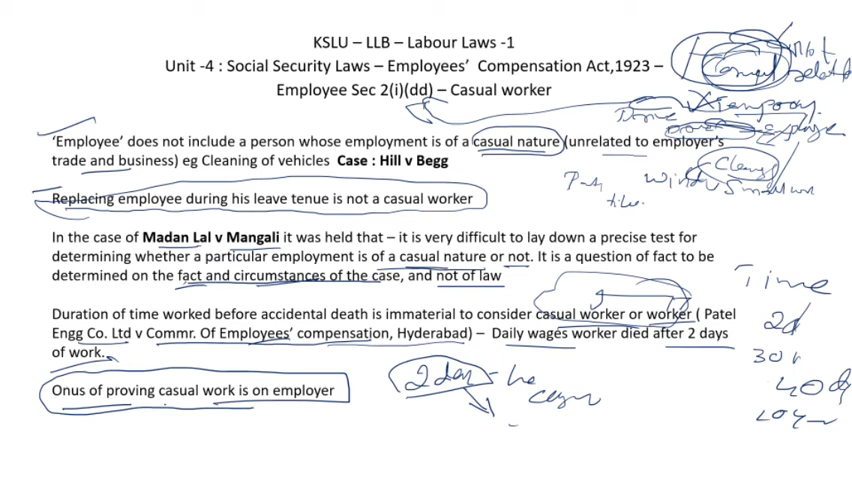 KSLU – LLB – Labour Laws -1
Unit -4 : Social Security Laws – Employees' Compensation Act,1923 –
Employee Sec 2(i)(dd) – Casual worker
'Employee' does not include a person whose employment is of a casual nature (unrelated to employer's
trade and business) eg Cleaning of vehicles Case : Hill v Begg
Replacing employee during his leave tenue is not a casual worker
In the case of Madan Lal v Mangali it was held that – it is very difficult to lay down a precise test for
determining whether a particular employment is of a casual nature or not. It is a question of fact to be
determined on the fact and circumstances of the case, and not of law
Duration of time worked before accidental death is immaterial to consider casual worker or worker ( Patel
Engg Co. Ltd v Commr. Of Employees' compensation, Hyderabad) – Daily wages worker died after 2 days
of work.
Onus of proving casual work is on employer
Time
2d